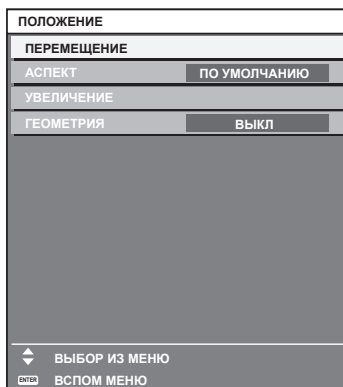 ПОЛОЖЕНИЕ
ПЕРЕМЕЩЕНИЕ
АСПЕКТ ПО УМОЛЧАНИЮ
УВЕЛИЧЕНИЕ
ГЕОМЕТРИЯ ВЫКЛ
ВЫБОР ИЗ МЕНЮ
ENTER ВСПОМ МЕНЮ